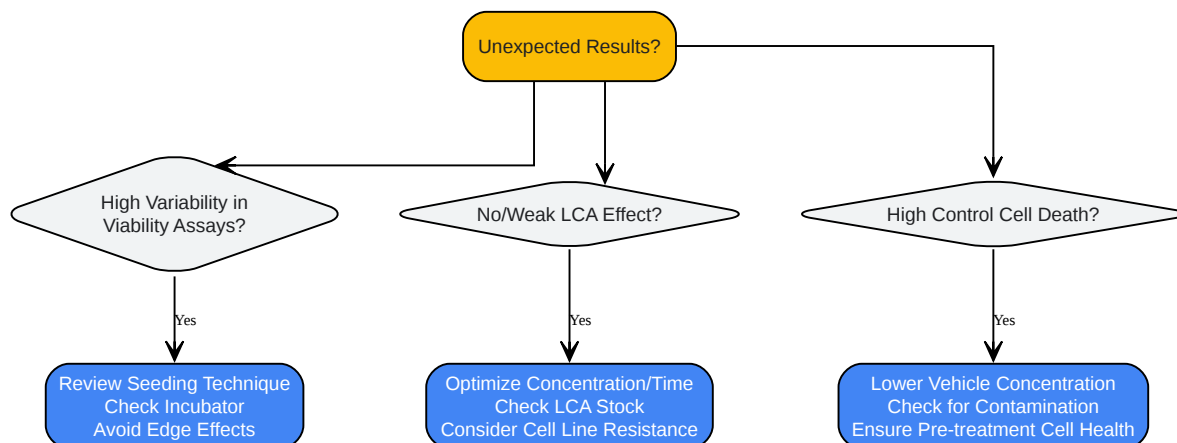 Unexpected Results?
High Variability in
Viability Assays?
No/Weak LCA Effect?
High Control Cell Death?
Yes
Yes
Yes
Review Seeding Technique
Check Incubator
Avoid Edge Effects
Optimize Concentration/Time
Check LCA Stock
Consider Cell Line Resistance
Lower Vehicle Concentration
Check for Contamination
Ensure Pre-treatment Cell Health